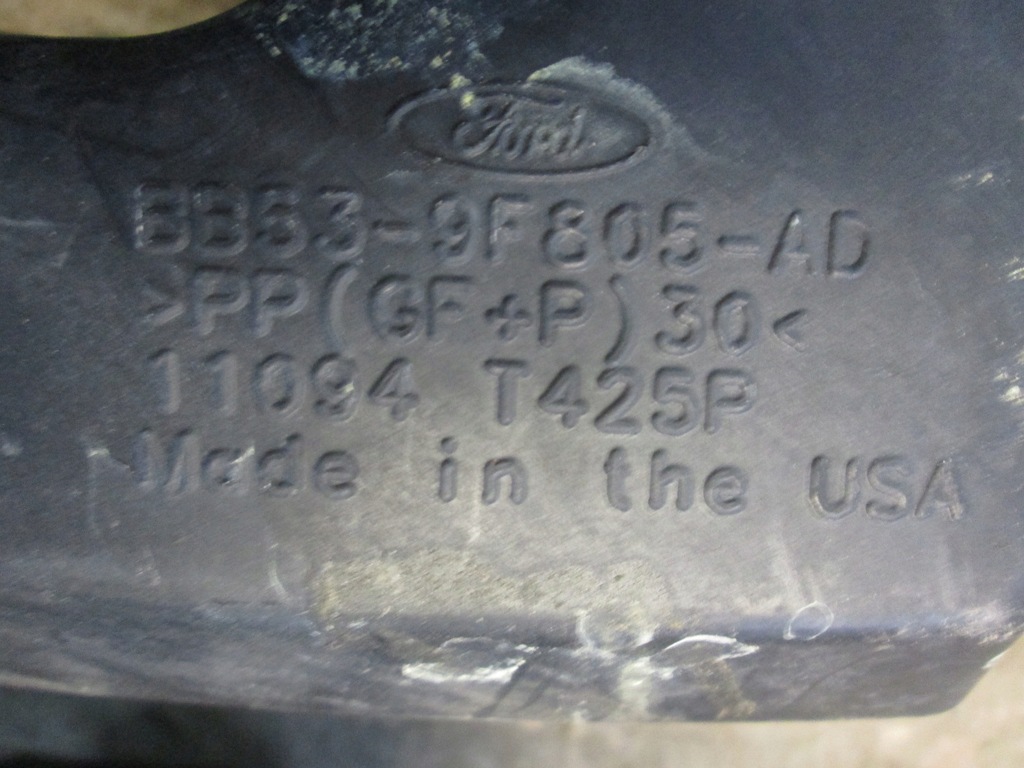 Ford
BB53-9F805-AD
>PP(GF+P)30<
11094 T425P
Made in the USA